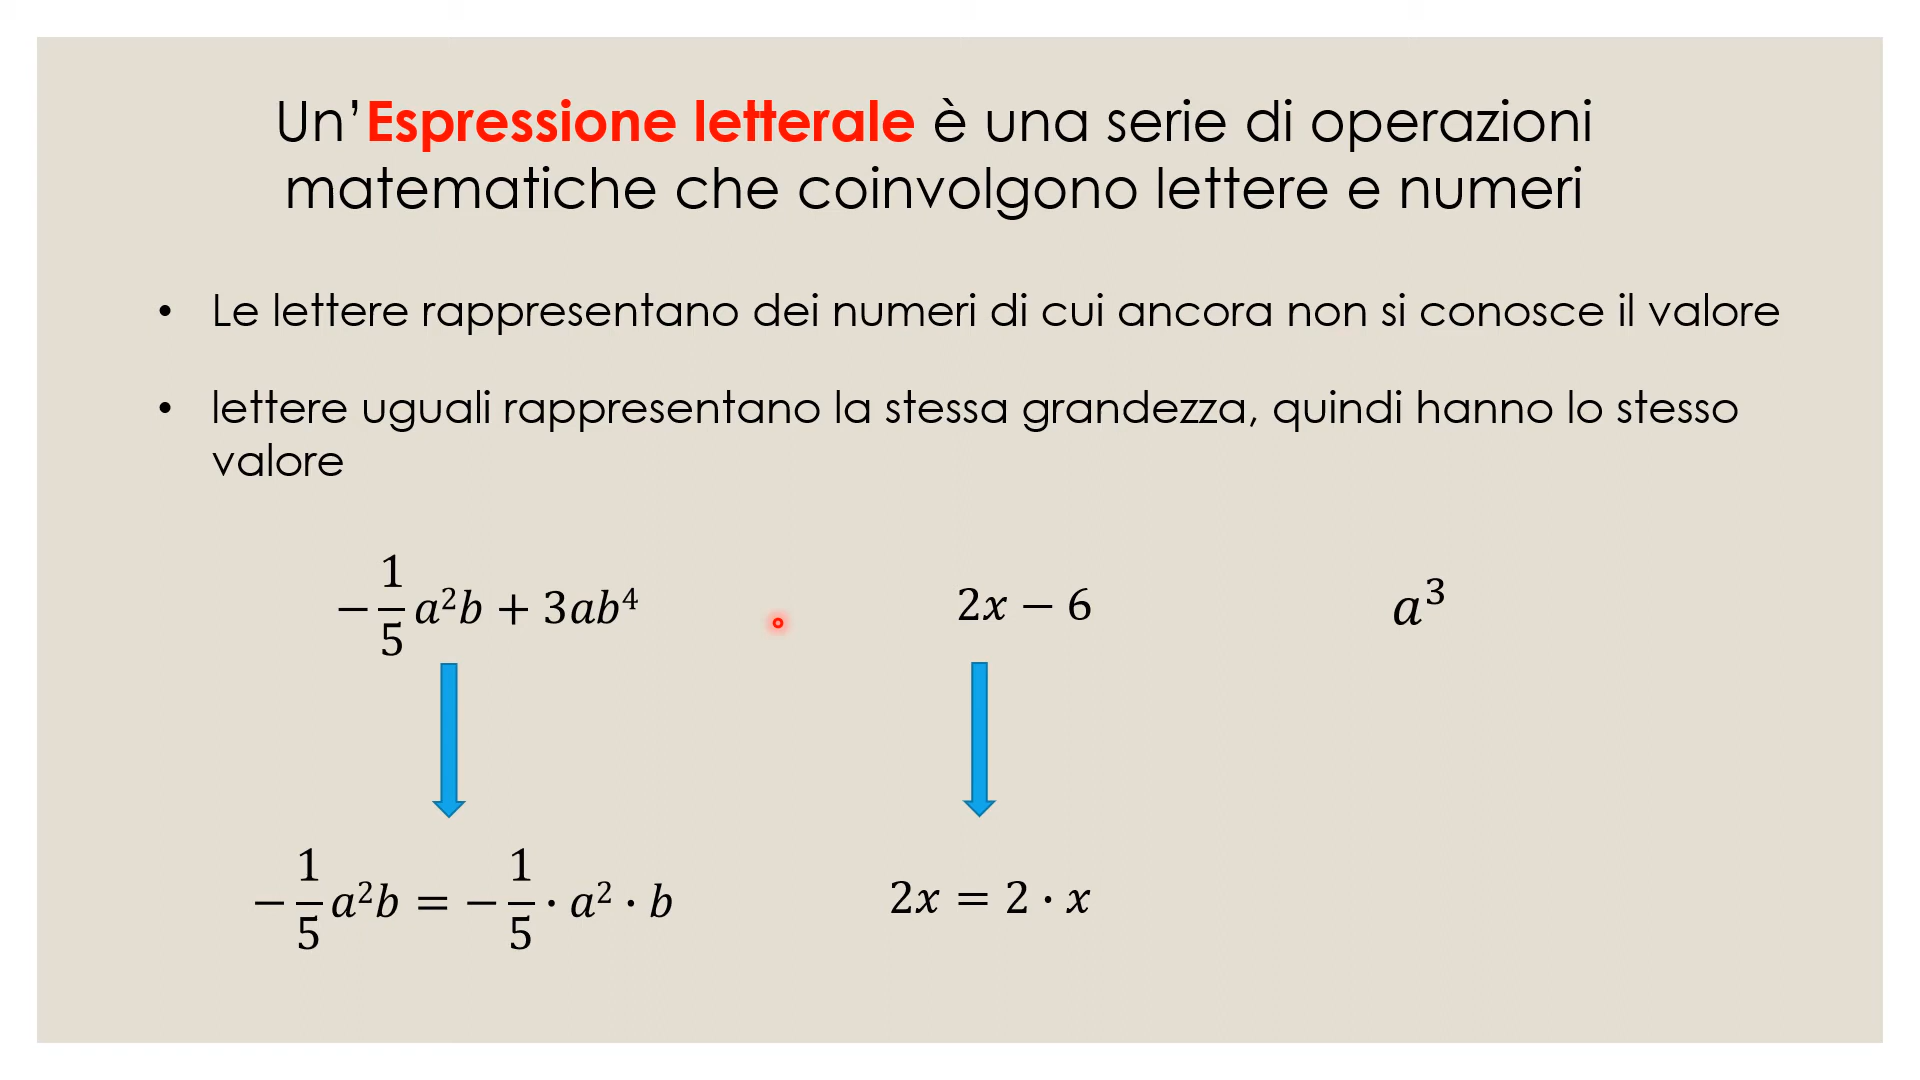 Un'Espressione letterale è una serie di operazioni
matematiche che coinvolgono lettere e numeri
• Le lettere rappresentano dei numeri di cui ancora non si conosce il valore
• lettere uguali rappresentano la stessa grandezza, quindi hanno lo stesso
valore
−1/5 a²b + 3ab⁴
2x − 6
a³
−1/5 a²b = −1/5 · a² · b
2x = 2 · x